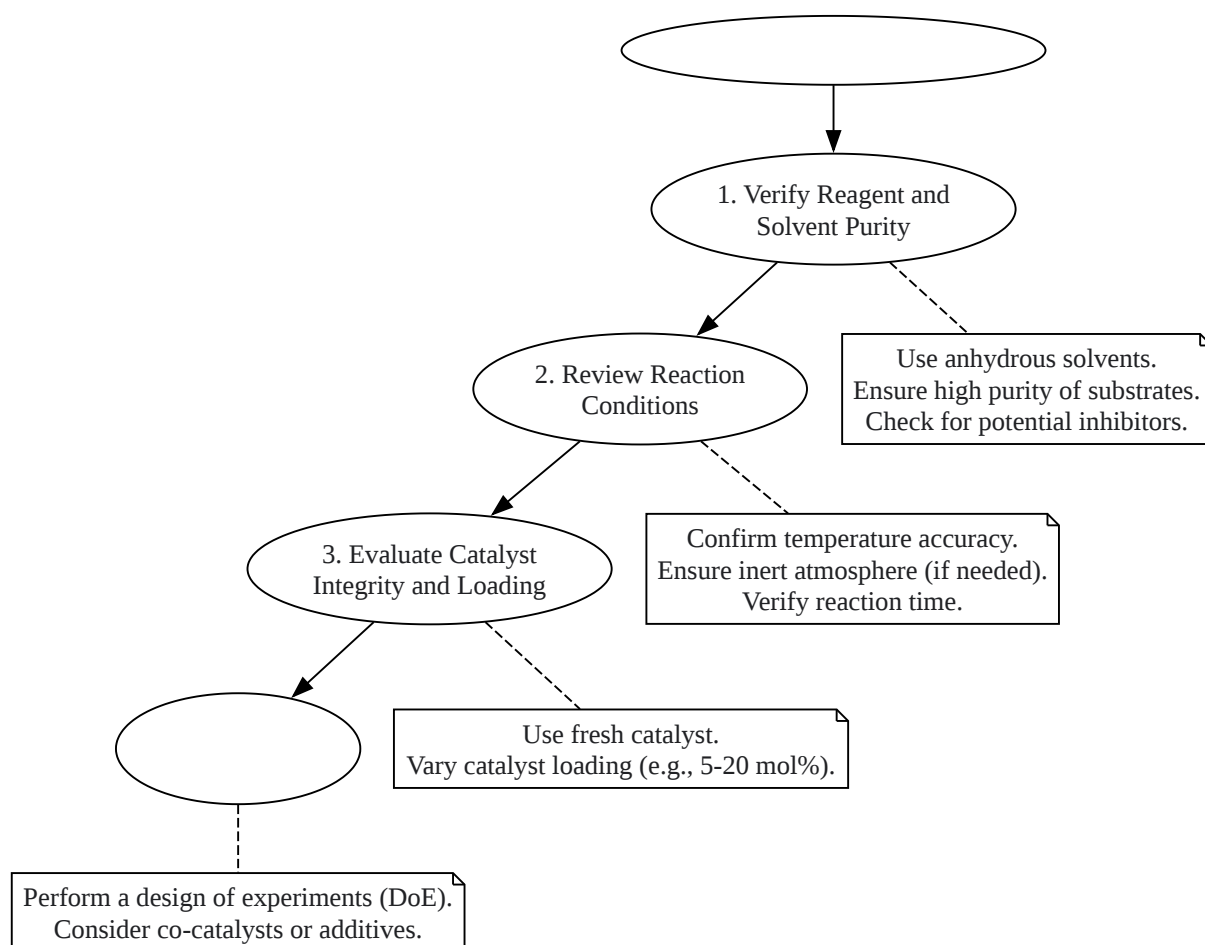 1. Verify Reagent and
Solvent Purity
Use anhydrous solvents.
Ensure high purity of substrates.
Check for potential inhibitors.
2. Review Reaction
Conditions
Confirm temperature accuracy.
Ensure inert atmosphere (if needed).
Verify reaction time.
3. Evaluate Catalyst
Integrity and Loading
Use fresh catalyst.
Vary catalyst loading (e.g., 5-20 mol%).
Perform a design of experiments (DoE).
Consider co-catalysts or additives.